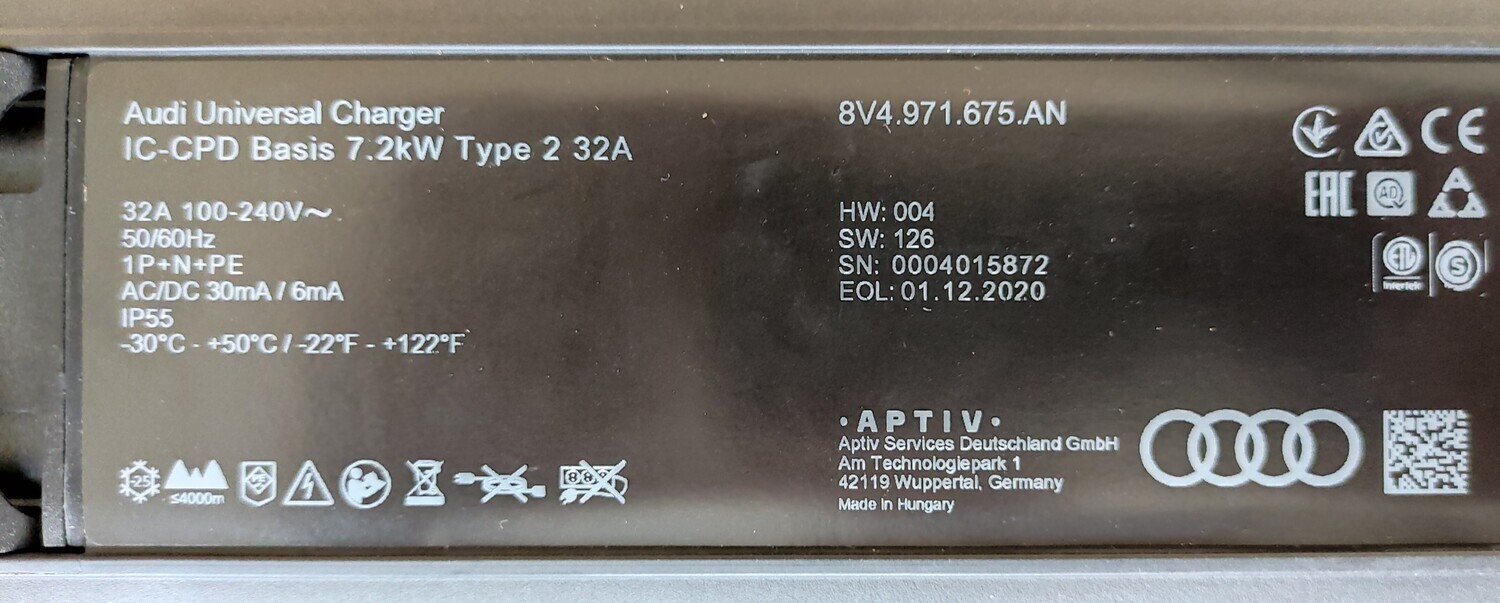 Audi Universal Charger
IC-CPD Basis 7.2kW Type 2 32A
32A 100-240V~
50/60Hz
1P+N+PE
AC/DC 30mA / 6mA
IP55
-30°C - +50°C / -22°F - +122°F
-25
≤4000m
8V4.971.675.AN
HW: 004
SW: 126
SN: 0004015872
EOL: 01.12.2020
·APTIV·
Aptiv Services Deutschland GmbH
Am Technologiepark 1
42119 Wuppertal, Germany
Made in Hungary
CE
EAC
Intertek
S